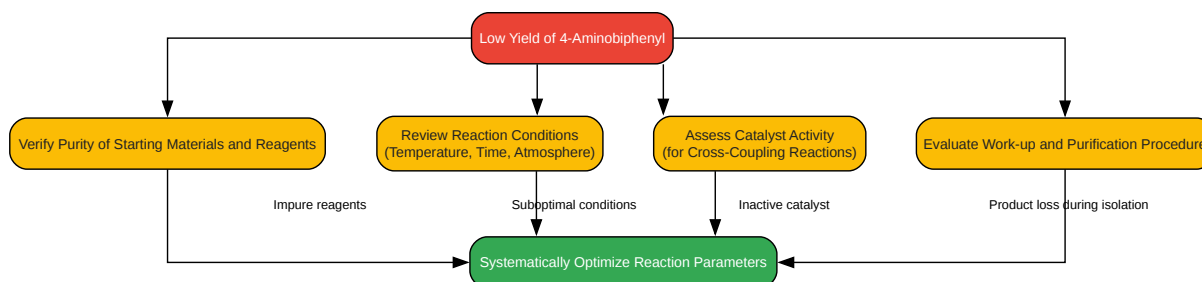 Low Yield of 4-Aminobiphenyl
Verify Purity of Starting Materials and Reagents
Review Reaction Conditions
(Temperature, Time, Atmosphere)
Assess Catalyst Activity
(for Cross-Coupling Reactions)
Evaluate Work-up and Purification Procedure
Impure reagents
Suboptimal conditions
Inactive catalyst
Product loss during isolation
Systematically Optimize Reaction Parameters